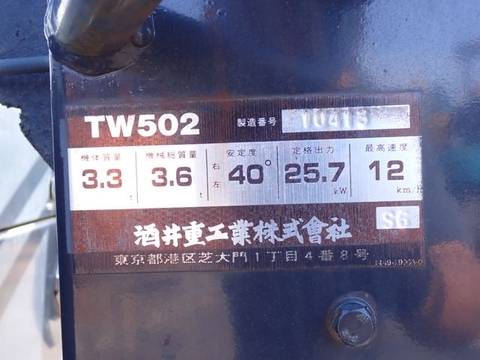 TW502 製造番号 10413
機体質量 機械総質量 安定度 定格出力 最高速度
3.3 t 3.6 t 右左 40° 25.7 kW 12 km/h
S6
酒井重工業株式會社
東京都港区芝大門1丁目4番8号